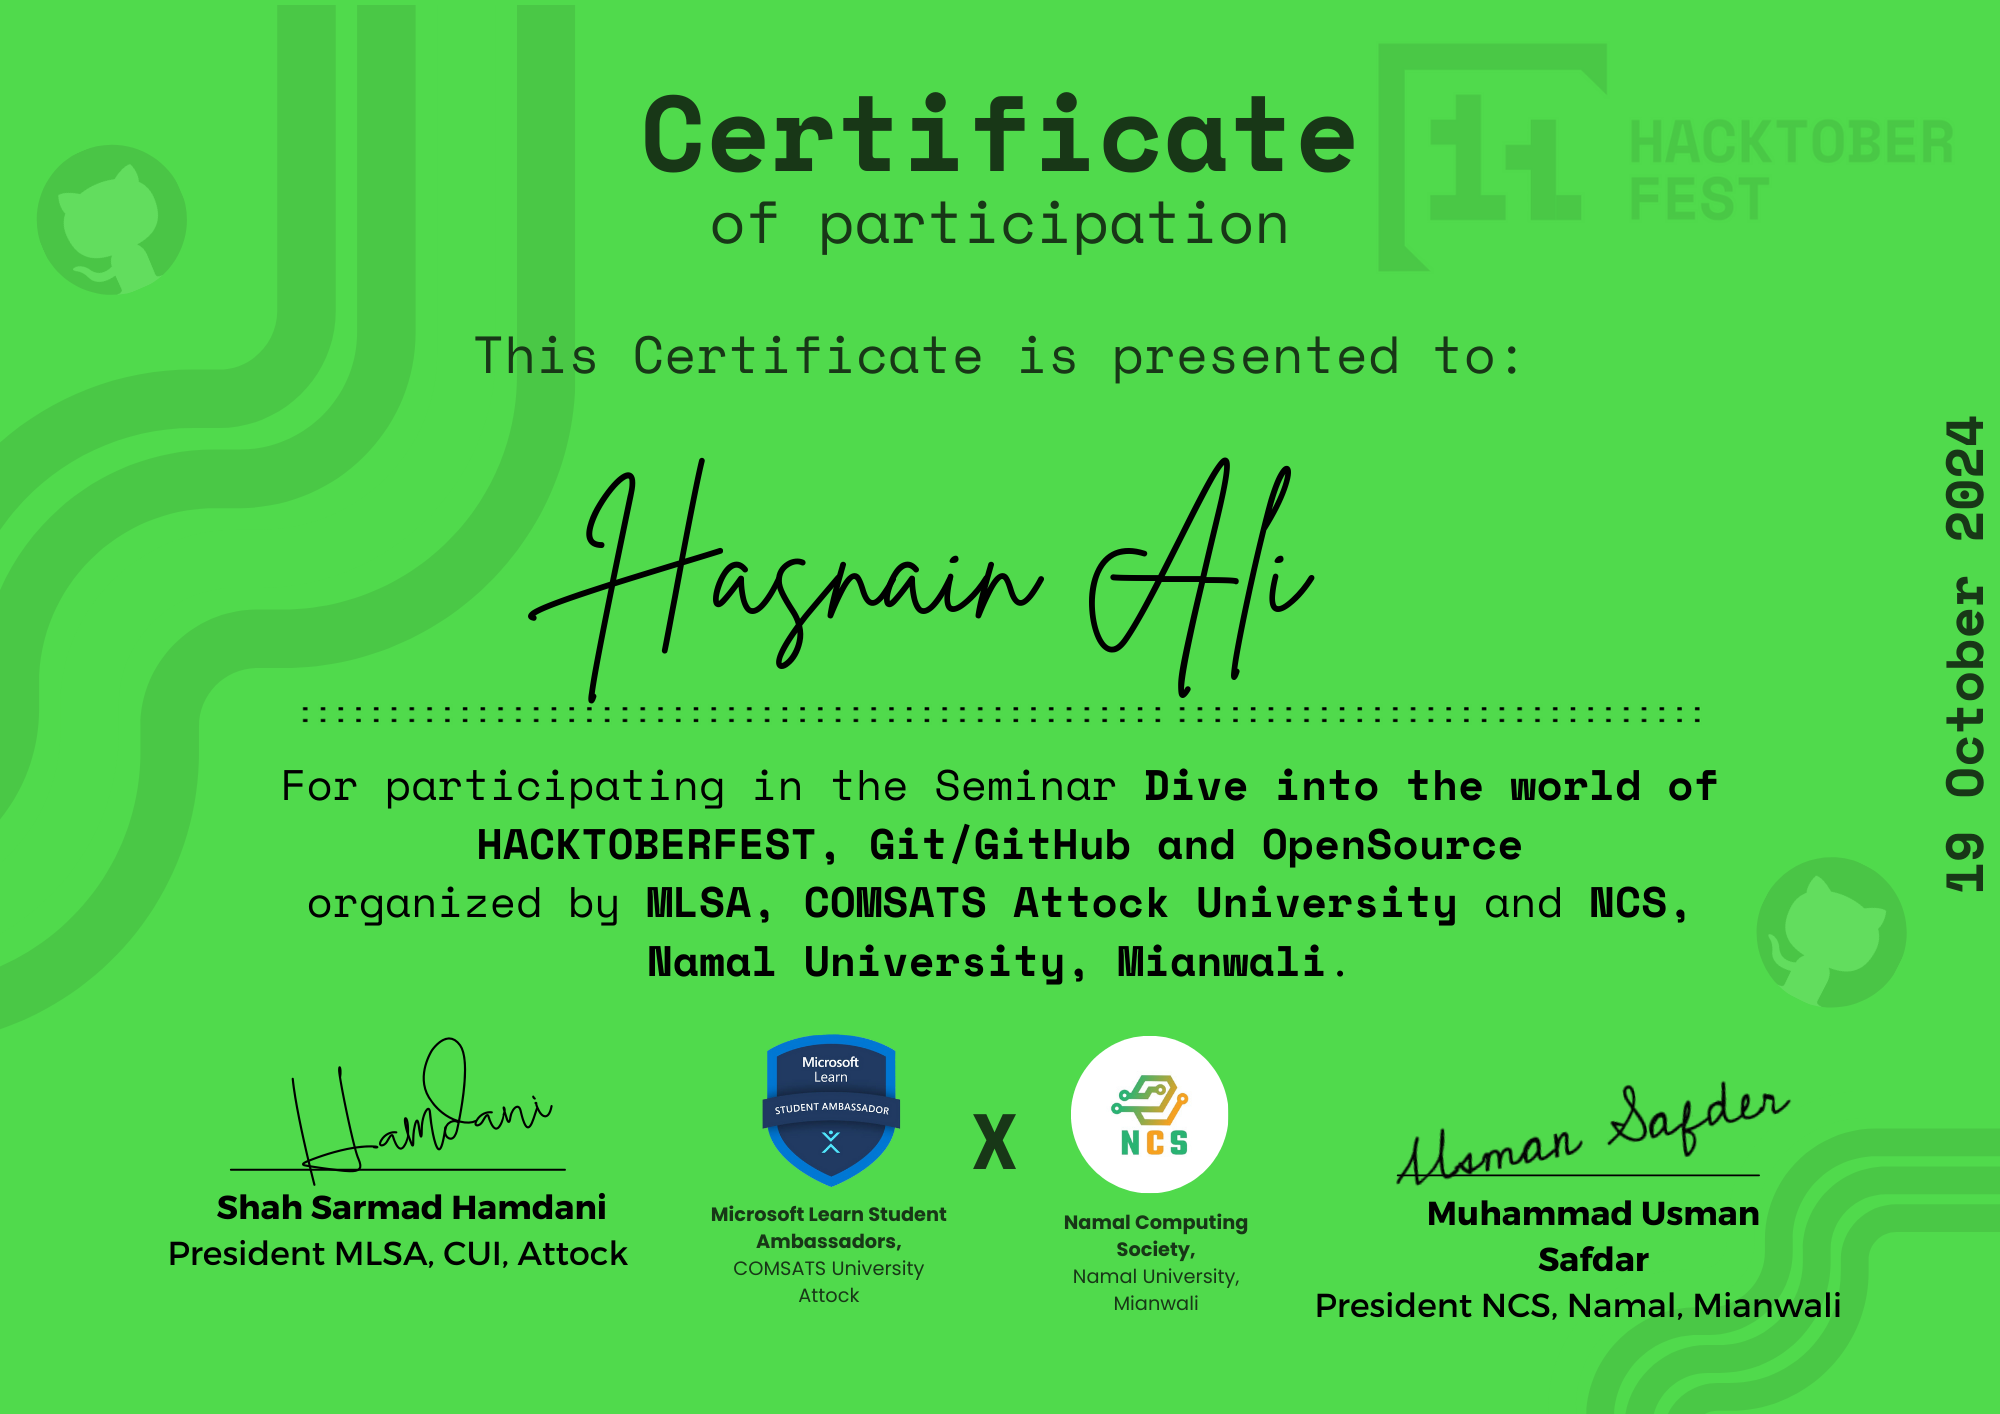 Certificate
of participation
HACKTOBER
FEST
This Certificate is presented to:
Hasnain Ali
19 October 2024
For participating in the Seminar Dive into the world of
HACKTOBERFEST, Git/GitHub and OpenSource
organized by MLSA, COMSATS Attock University and NCS,
Namal University, Mianwali.
Hamdani
Shah Sarmad Hamdani
President MLSA, CUI, Attock
Microsoft
Learn
STUDENT AMBASSADOR
Microsoft Learn Student
Ambassadors,
COMSATS University
Attock
X
NCS
Namal Computing
Society,
Namal University,
Mianwali
Usman Safder
Muhammad Usman
Safdar
President NCS, Namal, Mianwali